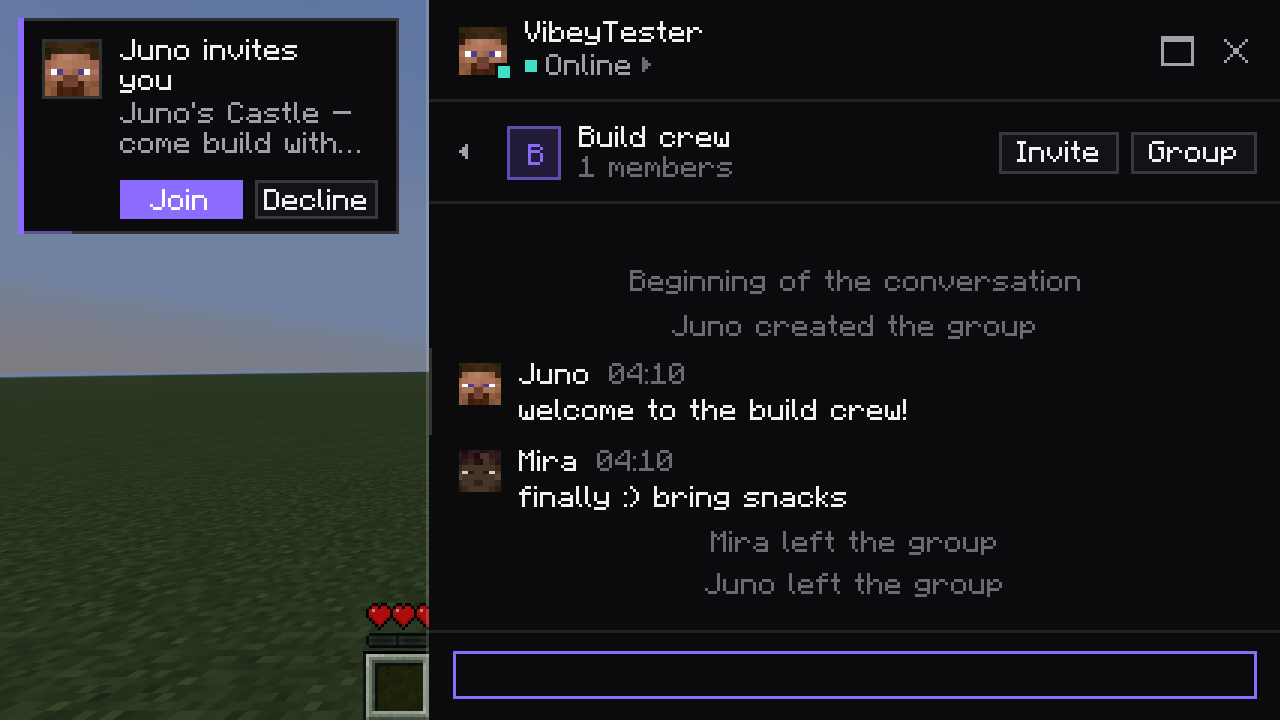 Juno invites
you
Juno's Castle —
come build with...
Join
Decline
VibeyTester
Online
B
Build crew
1 members
Invite
Group
Beginning of the conversation
Juno created the group
Juno 04:10
welcome to the build crew!
Mira 04:10
finally :) bring snacks
Mira left the group
Juno left the group